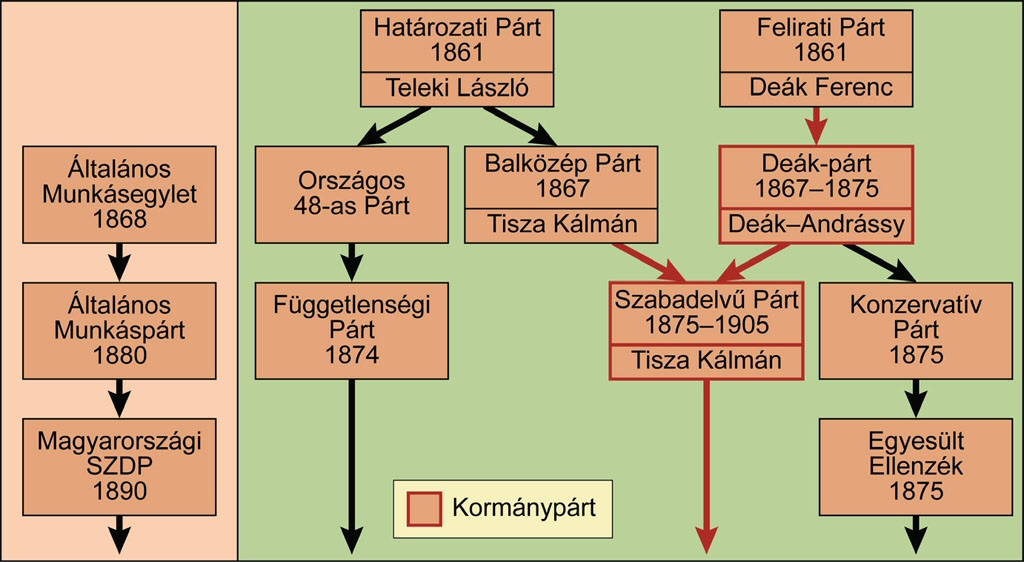 Határozati Párt
1861
Teleki László
Felirati Párt
1861
Deák Ferenc
Általános
Munkásegylet
1868
Országos
48-as Párt
Balközép Párt
1867
Tisza Kálmán
Deák-párt
1867–1875
Deák–Andrássy
Általános
Munkáspárt
1880
Függetlenségi
Párt
1874
Szabadelvű Párt
1875–1905
Tisza Kálmán
Konzervatív
Párt
1875
Magyarországi
SZDP
1890
Egyesült
Ellenzék
1875
Kormánypárt